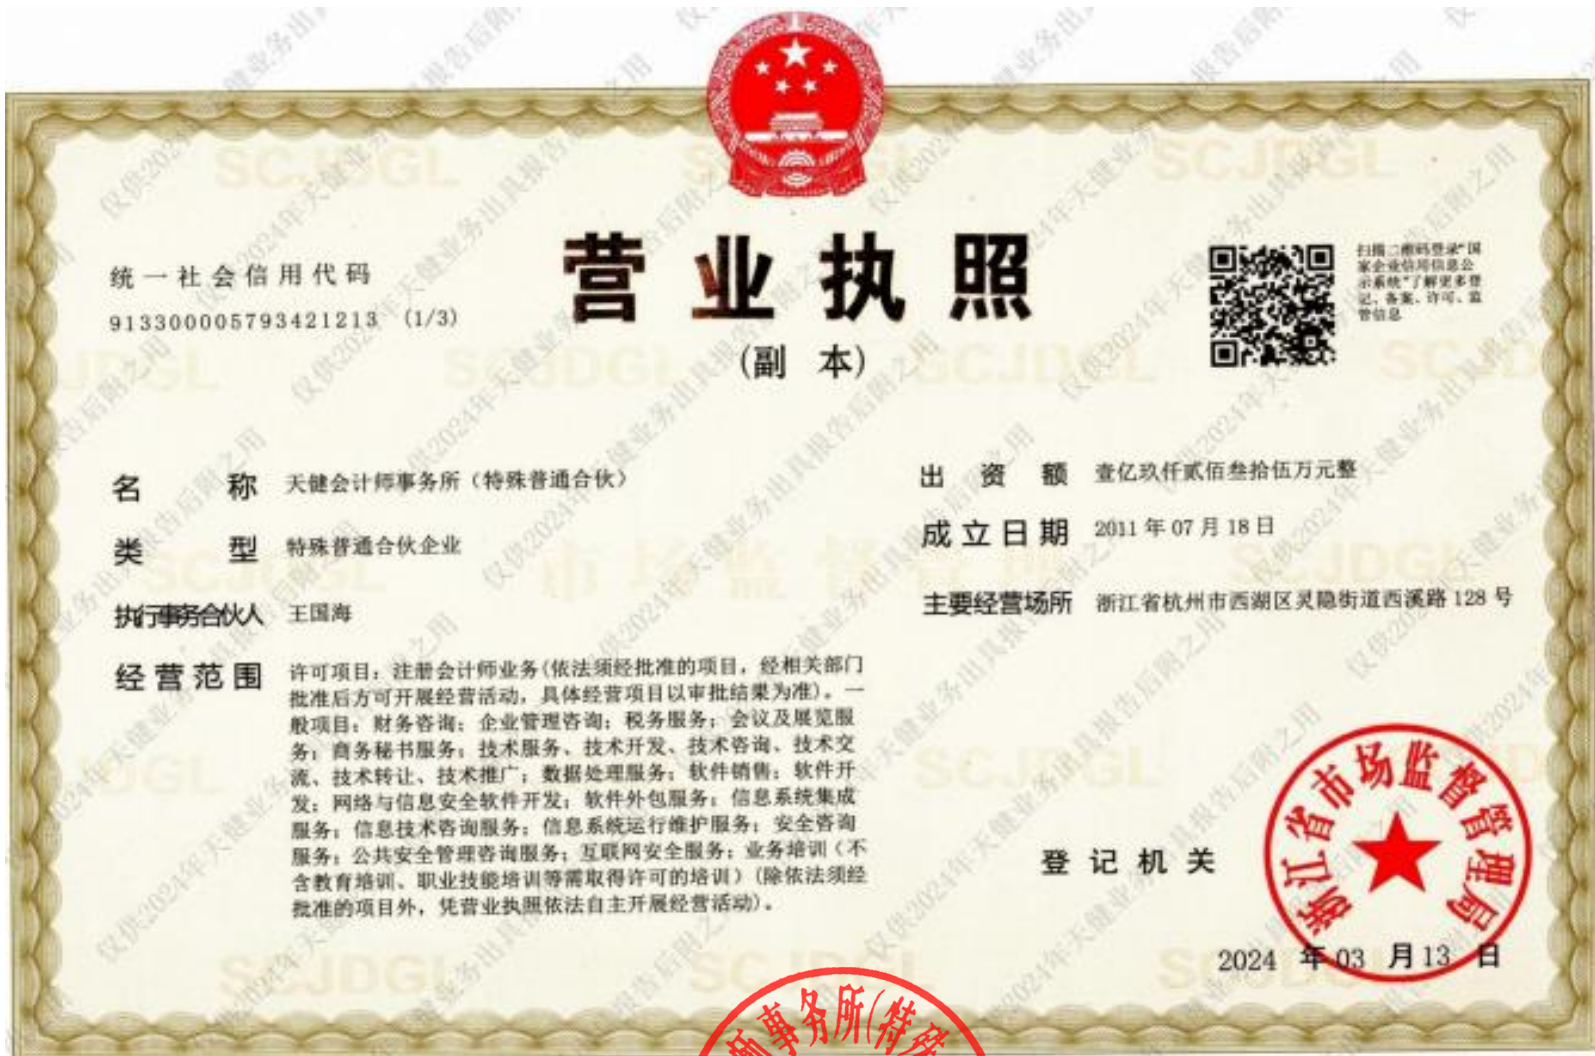 营业执照
(副 本)
统一社会信用代码
913300005793421213 (1/3)
扫描二维码登录“国
家企业信用信息公
示系统”了解更多登
记、备案、许可、监
管信息
名 称 天健会计师事务所（特殊普通合伙）
类 型 特殊普通合伙企业
执行事务合伙人 王国海
经营范围 许可项目：注册会计师业务(依法须经批准的项目，经相关部门
批准后方可开展经营活动，具体经营项目以审批结果为准)。一
般项目：财务咨询；企业管理咨询；税务服务；会议及展览服
务；商务秘书服务；技术服务、技术开发、技术咨询、技术交
流、技术转让、技术推广；数据处理服务；软件销售；软件开
发；网络与信息安全软件开发；软件外包服务；信息系统集成
服务；信息技术咨询服务；信息系统运行维护服务；安全咨询
服务；公共安全管理咨询服务；互联网安全服务；业务培训（不
含教育培训、职业技能培训等需取得许可的培训）(除依法须经
批准的项目外，凭营业执照依法自主开展经营活动)。
出 资 额 壹亿玖仟贰佰叁拾伍万元整
成立日期 2011年07月18日
主要经营场所 浙江省杭州市西湖区灵隐街道西溪路128号
登记机关
浙江省市场监督管理局
2024 年 03 月 13 日
师事务所(特殊
仅供2024年天健业务出具报告后附之用
SCJDGL
市场监督管理